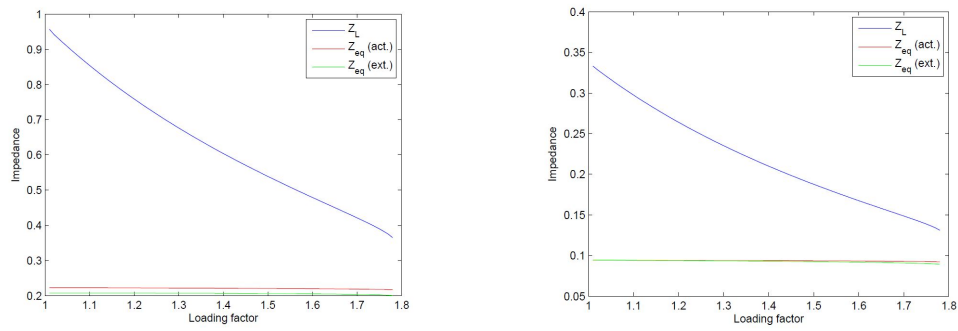 1
0.9
0.8
0.7
0.6
0.5
0.4
0.3
0.2
Impedance
1 1.1 1.2 1.3 1.4 1.5 1.6 1.7 1.8
Loading factor
Z_L
Z_eq (act.)
Z_eq (ext.)
0.4
0.35
0.3
0.25
0.2
0.15
0.1
0.05
Impedance
1 1.1 1.2 1.3 1.4 1.5 1.6 1.7 1.8
Loading factor
Z_L
Z_eq (act.)
Z_eq (ext.)